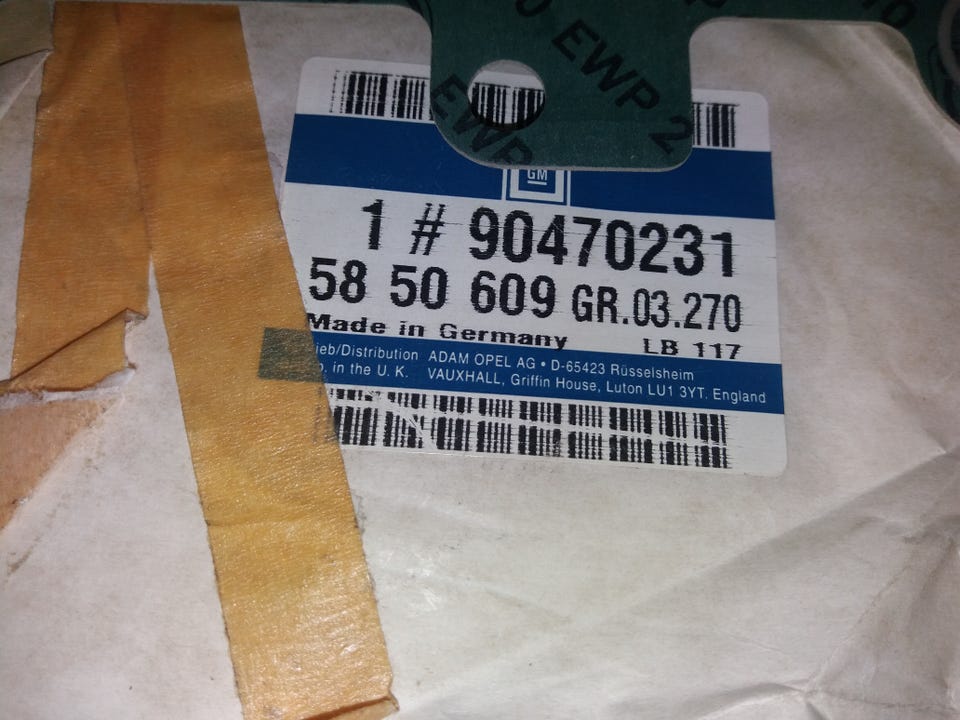 EWP 2
EWP
GM
1 # 90470231
58 50 609 GR.03.270
Made in Germany LB 117
ieb/Distribution ADAM OPEL AG • D-65423 Rüsselsheim
in the U. K. VAUXHALL, Griffin House, Luton LU1 3YT. England